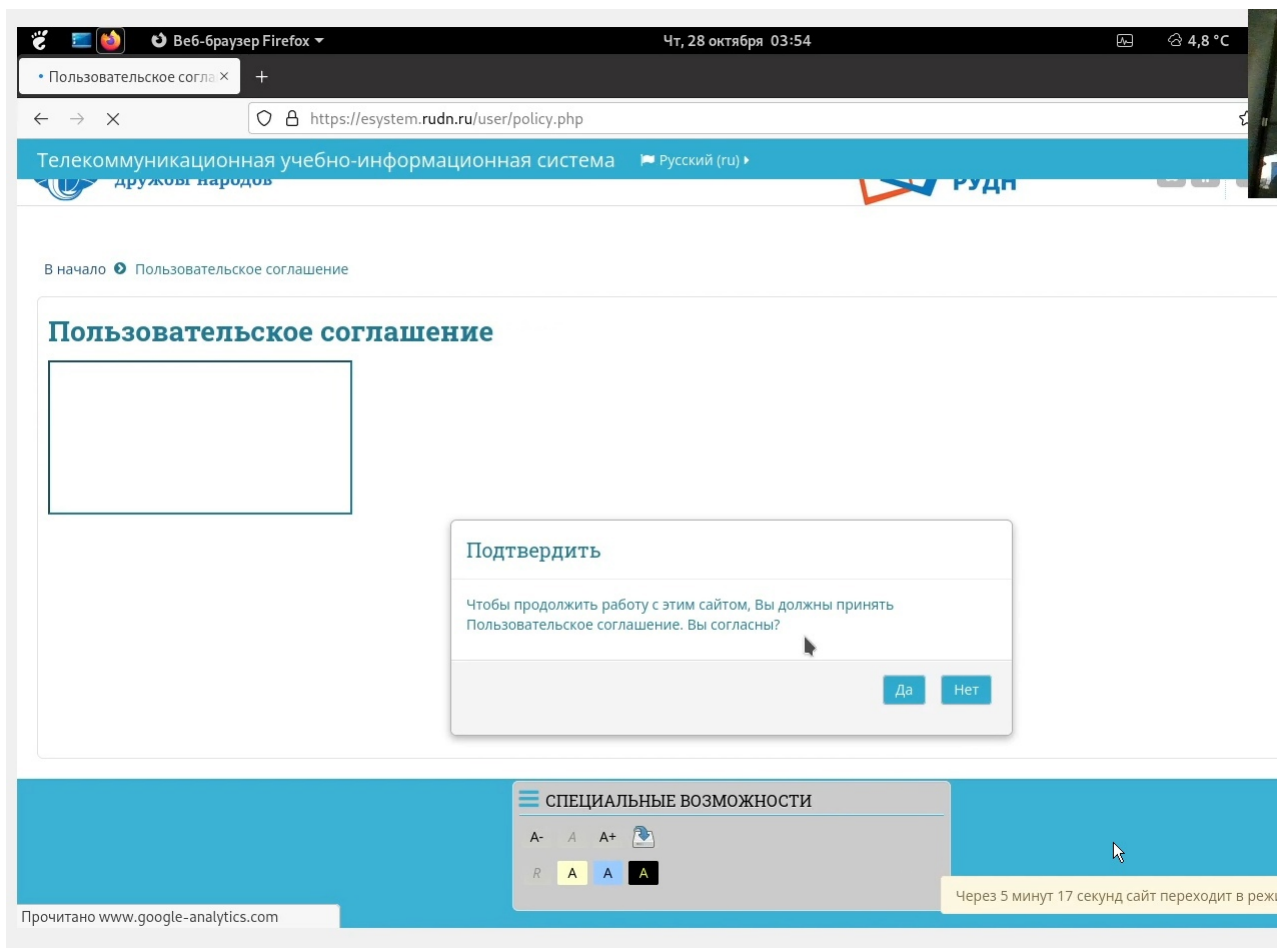 Веб-браузер Firefox
Чт, 28 октября 03:54
4,8 °C
Пользовательское согла
https://esystem.rudn.ru/user/policy.php
Телекоммуникационная учебно-информационная система
Русский (ru)
дружбы народов
РУДН
В начало Пользовательское соглашение
Пользовательское соглашение
Подтвердить
Чтобы продолжить работу с этим сайтом, Вы должны принять
Пользовательское соглашение. Вы согласны?
Да Нет
СПЕЦИАЛЬНЫЕ ВОЗМОЖНОСТИ
A- A A+
R A A A
Через 5 минут 17 секунд сайт переходит в режи
Прочитано www.google-analytics.com